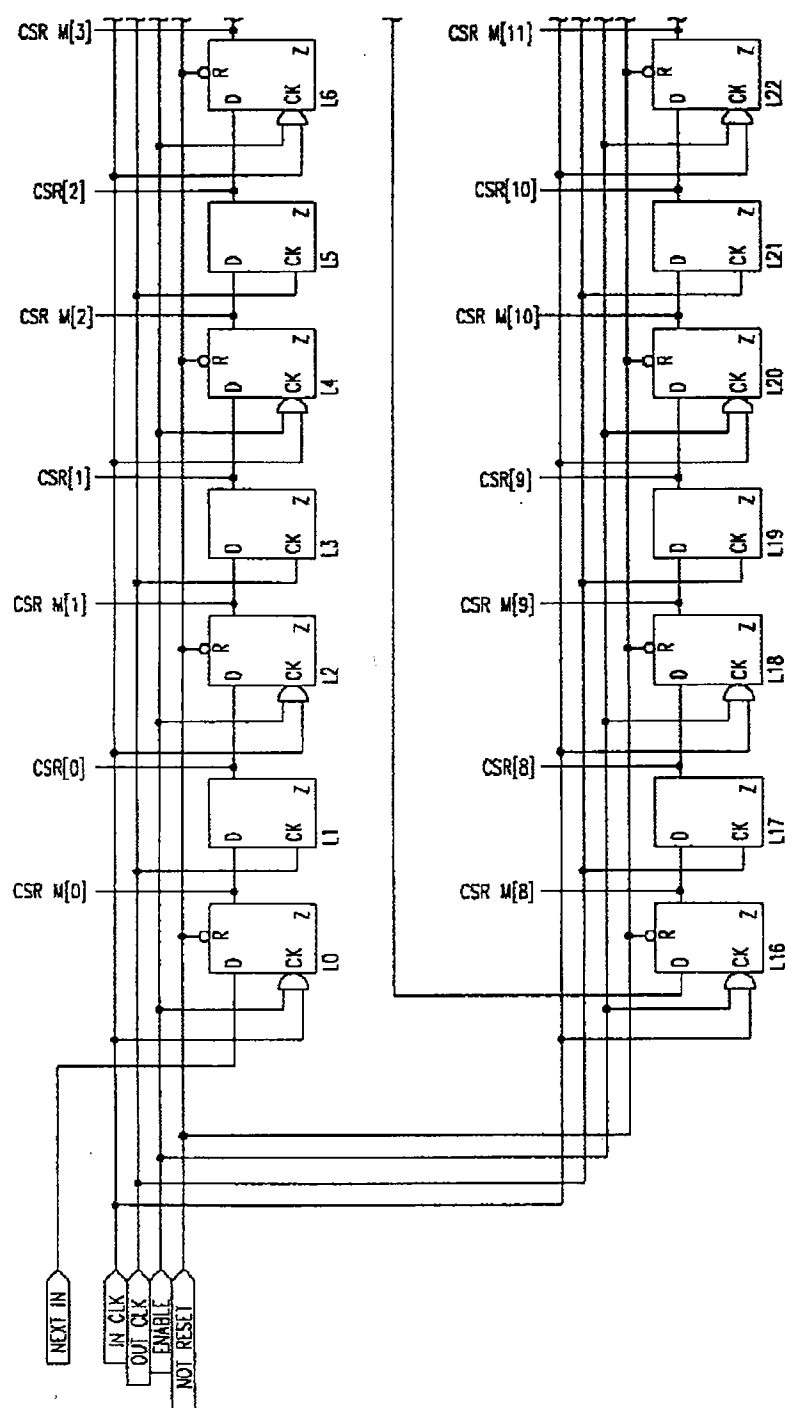 CSR M[3]
R
Z
D
CK
L6
CSR[2]
Z
D
CK
L5
CSR M[2]
R
Z
D
CK
L4
CSR[1]
Z
D
CK
L3
CSR M[1]
R
Z
D
CK
L2
CSR[0]
Z
D
CK
L1
CSR M[0]
R
Z
D
CK
L0
CSR M[11]
R
Z
D
CK
L22
CSR[10]
Z
D
CK
L21
CSR M[10]
R
Z
D
CK
L20
CSR[9]
Z
D
CK
L19
CSR M[9]
R
Z
D
CK
L18
CSR[8]
Z
D
CK
L17
CSR M[8]
R
Z
D
CK
L16
NEXT IN
IN CLK
OUT CLK
ENABLE
NOT RESET